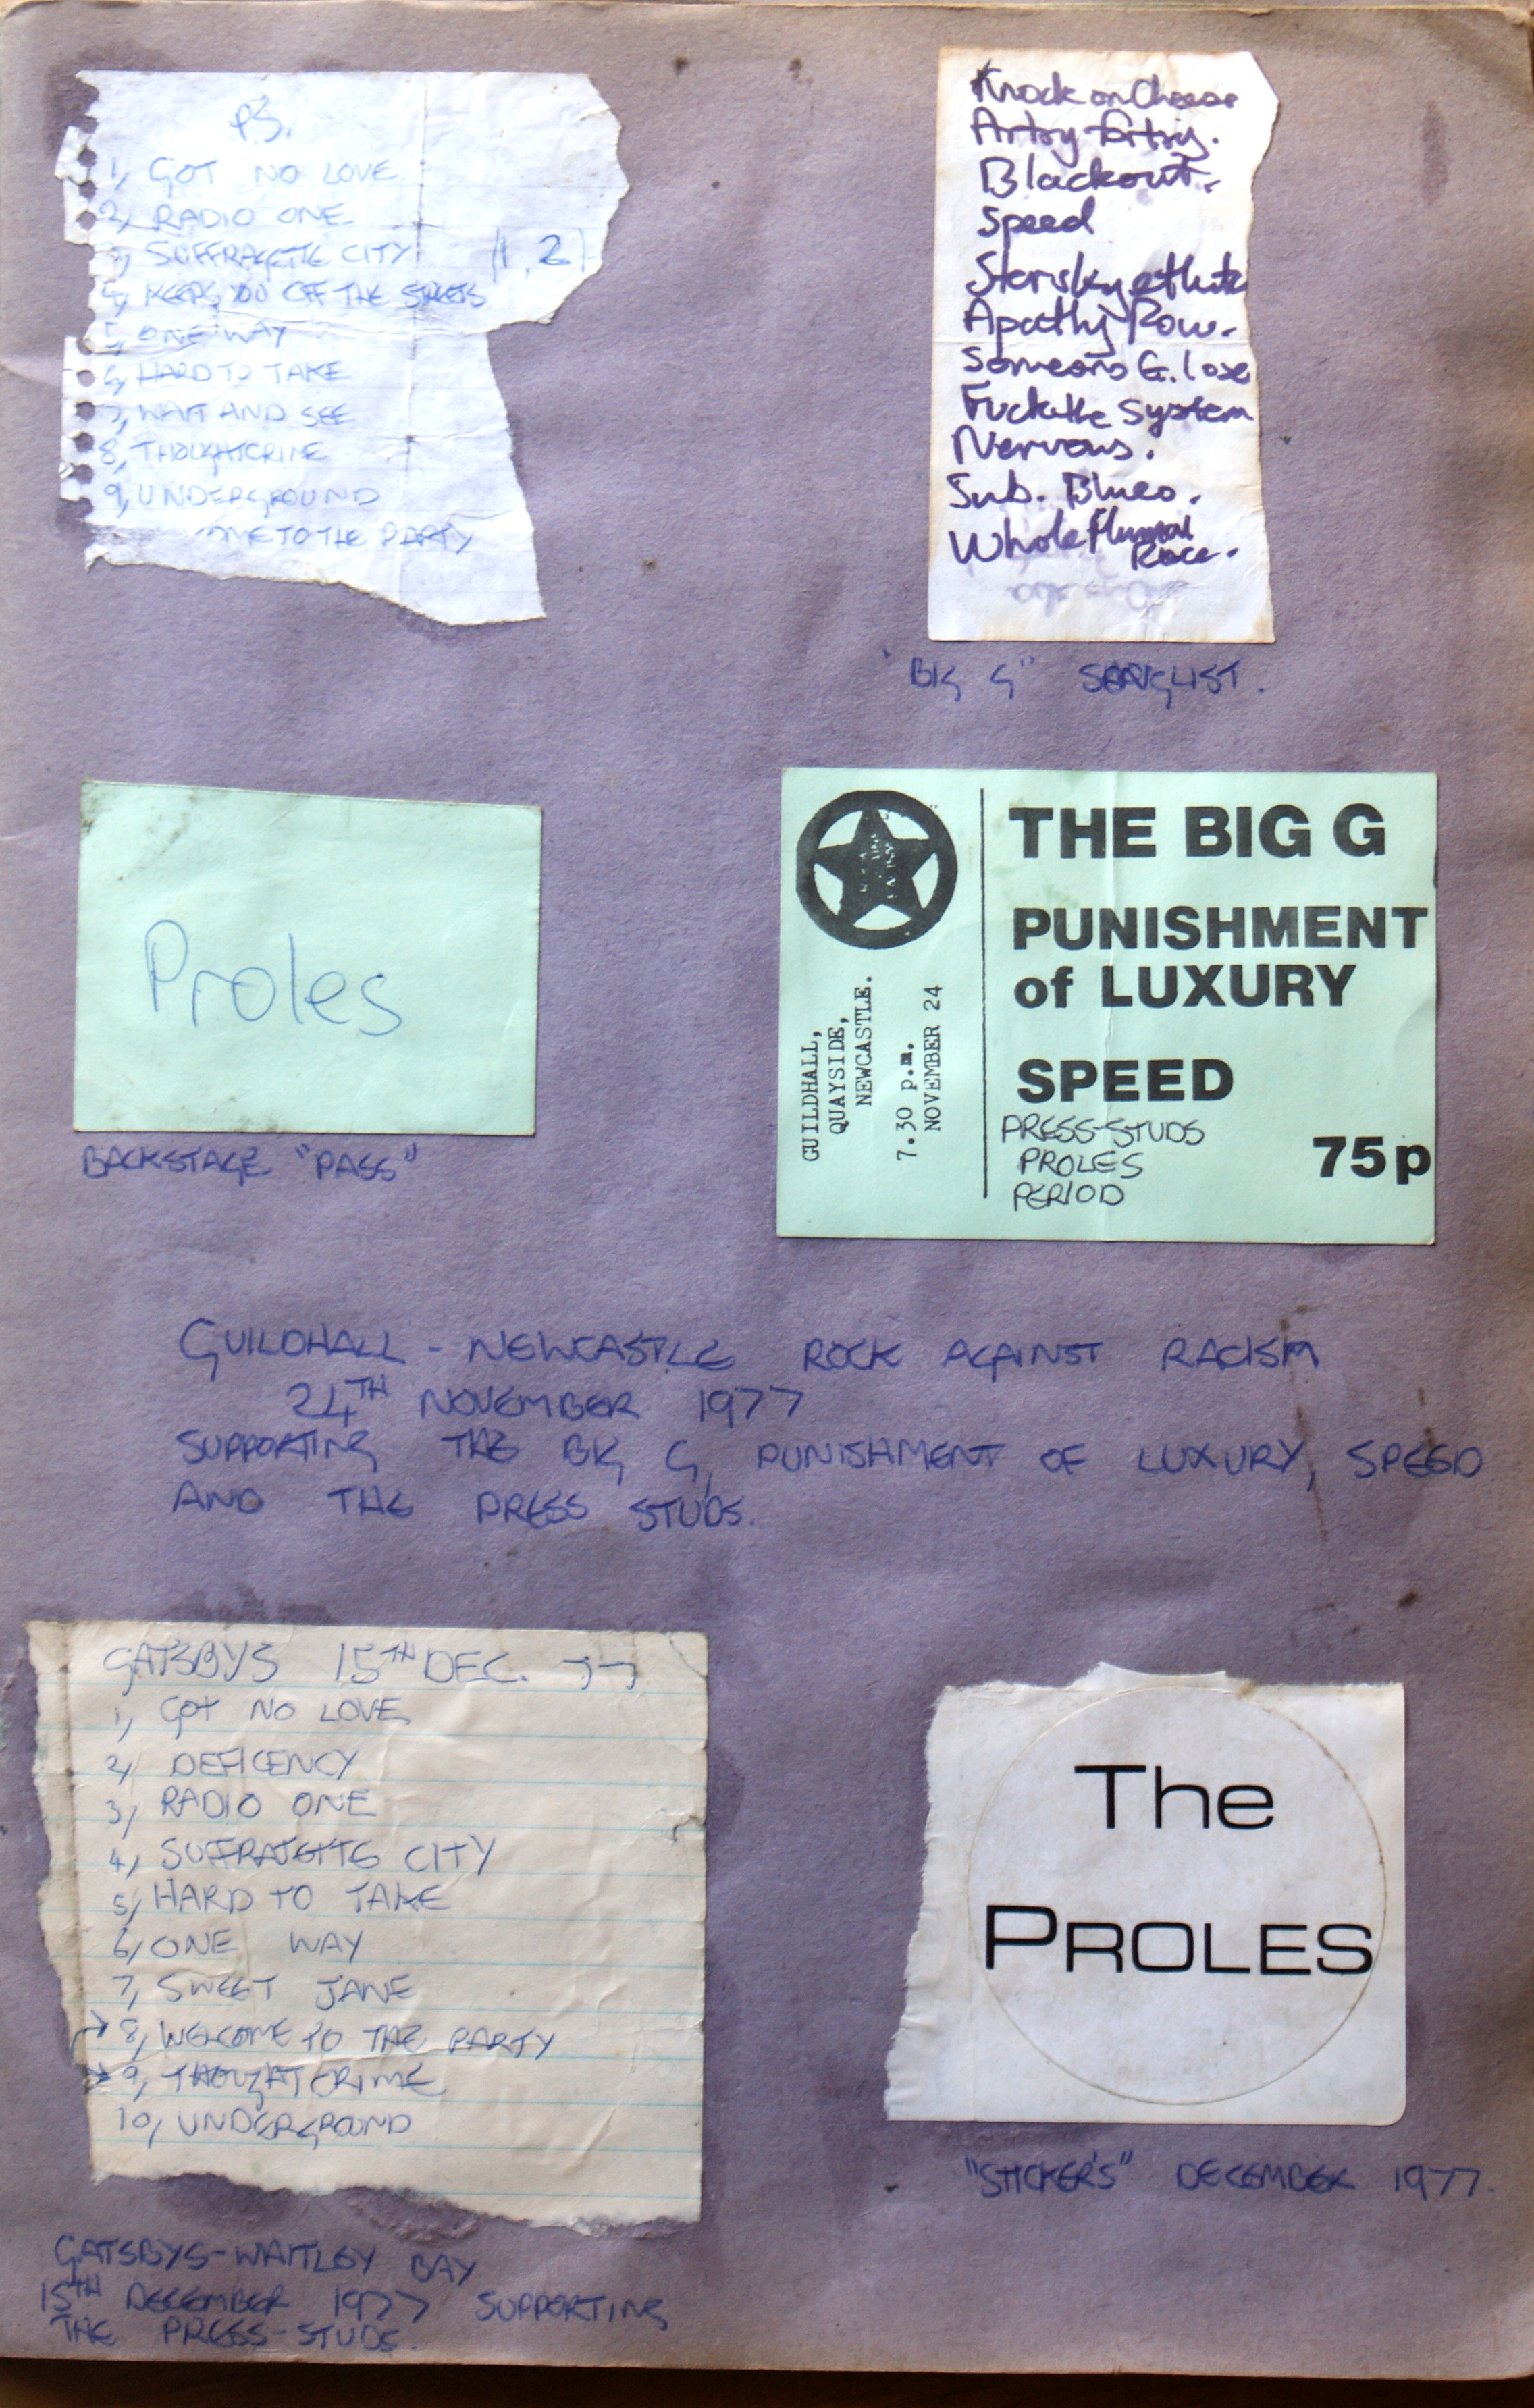 PS.
1, GOT NO LOVE
2, RADIO ONE
3, SUFFRAGETTE CITY (1,2)
4, KEEPS YOU OFF THE STREETS
5, ONE WAY
6, HARD TO TAKE
7, WAIT AND SEE
8, THOUGHTCRIME
9, UNDERGROUND
OME TO THE PARTY
Knock on Cheese
Artsy Fartsy.
Blackout.
Speed
Starsky & Hutc
Apathy Row.
Someons G. lose
Fuck the System
Nervous.
Sub. Blues.
Whole Human
Race.
"BIG G" SONGLIST.
Proles
BACKSTAGE "PASS"
GUILDHALL,
QUAYSIDE,
NEWCASTLE.
7.30 p.m.
NOVEMBER 24
THE BIG G
PUNISHMENT
of LUXURY
SPEED
PRESS-STUDS
PROLES
PERIOD
75p
GUILDHALL - NEWCASTLE ROCK AGAINST RACISM
24TH NOVEMBER 1977
SUPPORTING THE BIG G, PUNISHMENT OF LUXURY, SPEED
AND THE PRESS STUDS.
GATSBYS 15TH DEC. 77
1, GOT NO LOVE
2, DEFICENCY
3, RADIO ONE
4, SUFFRAGETTE CITY
5, HARD TO TAKE
6, ONE WAY
7, SWEET JANE
→ 8, WELCOME TO THE PARTY
→ 9, THOUGHTCRIME
10, UNDERGROUND
GATSBYS - WHITLEY BAY
15TH DECEMBER 1977 SUPPORTING
THE PRESS-STUDS.
The
PROLES
"STICKER'S" DECEMBER 1977.